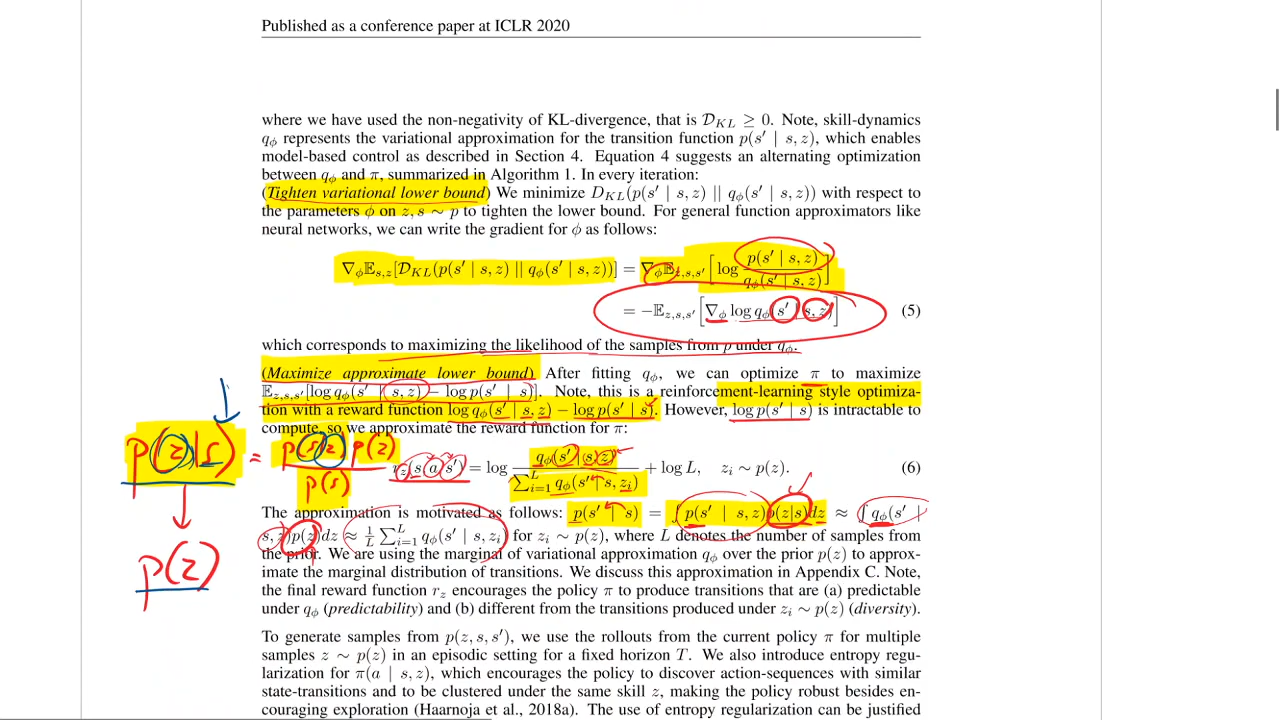 Published as a conference paper at ICLR 2020
where we have used the non-negativity of KL-divergence, that is D_KL ≥ 0. Note, skill-dynamics
q_ϕ represents the variational approximation for the transition function p(s′ | s, z), which enables
model-based control as described in Section 4. Equation 4 suggests an alternating optimization
between q_ϕ and π, summarized in Algorithm 1. In every iteration:
(Tighten variational lower bound) We minimize D_KL(p(s′ | s, z) || q_ϕ(s′ | s, z)) with respect to
the parameters ϕ on z, s ∼ p to tighten the lower bound. For general function approximators like
neural networks, we can write the gradient for ϕ as follows:
∇_ϕ E_{s,z}[D_KL(p(s′ | s, z) || q_ϕ(s′ | s, z))] = ∇_ϕ E_{z,s,s′} [ log p(s′ | s, z) / q_ϕ(s′ | s, z) ]
= −E_{z,s,s′} [ ∇_ϕ log q_ϕ(s′ | s, z) ] (5)
which corresponds to maximizing the likelihood of the samples from p under q_ϕ.
(Maximize approximate lower bound) After fitting q_ϕ, we can optimize π to maximize
E_{z,s,s′}[log q_ϕ(s′ | s, z) − log p(s′ | s)]. Note, this is a reinforcement-learning style optimiza-
tion with a reward function log q_ϕ(s′ | s, z) − log p(s′ | s). However, log p(s′ | s) is intractable to
compute, so we approximate the reward function for π:
p(z|s) = p(s|z) p(z) / p(s)
r_z(s, a, s′) = log q_ϕ(s′ | s, z) / ∑_{i=1}^L q_ϕ(s′ | s, z_i) + log L, z_i ∼ p(z). (6)
The approximation is motivated as follows: p(s′ | s) = ∫ p(s′ | s, z)p(z|s)dz ≈ ∫ q_ϕ(s′ |
s, z)p(z)dz ≈ 1/L ∑_{i=1}^L q_ϕ(s′ | s, z_i) for z_i ∼ p(z), where L denotes the number of samples from
the prior. We are using the marginal of variational approximation q_ϕ over the prior p(z) to approx-
p(z)
imate the marginal distribution of transitions. We discuss this approximation in Appendix C. Note,
the final reward function r_z encourages the policy π to produce transitions that are (a) predictable
under q_ϕ (predictability) and (b) different from the transitions produced under z_i ∼ p(z) (diversity).
To generate samples from p(z, s, s′), we use the rollouts from the current policy π for multiple
samples z ∼ p(z) in an episodic setting for a fixed horizon T. We also introduce entropy regu-
larization for π(a | s, z), which encourages the policy to discover action-sequences with similar
state-transitions and to be clustered under the same skill z, making the policy robust besides en-
couraging exploration (Haarnoja et al., 2018a). The use of entropy regularization can be justified